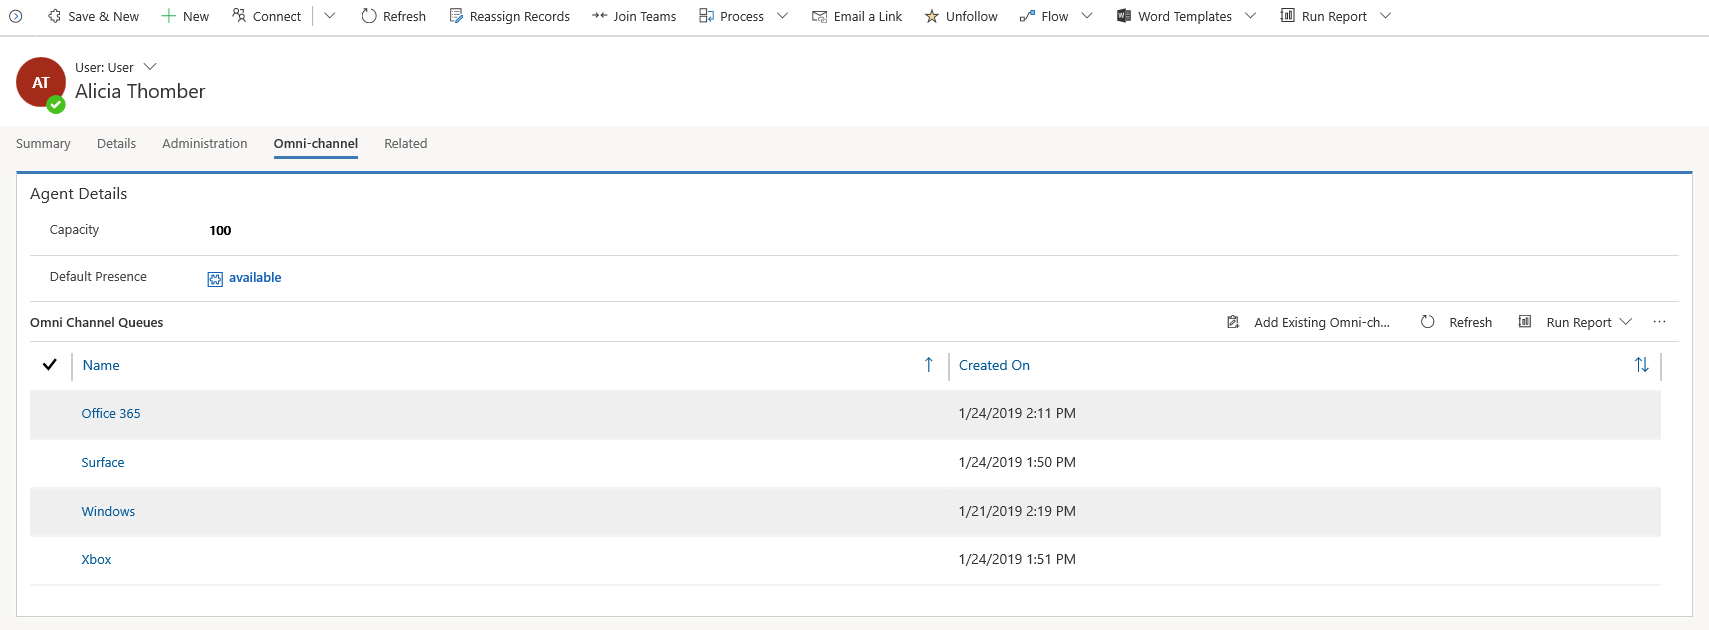 Save & New New Connect Refresh Reassign Records Join Teams Process Email a Link Unfollow Flow Word Templates Run Report
AT
User: User
Alicia Thomber
Summary Details Administration Omni-channel Related
Agent Details
Capacity 100
Default Presence available
Omni Channel Queues Add Existing Omni-ch... Refresh Run Report ...
Name Created On
Office 365 1/24/2019 2:11 PM
Surface 1/24/2019 1:50 PM
Windows 1/21/2019 2:19 PM
Xbox 1/24/2019 1:51 PM